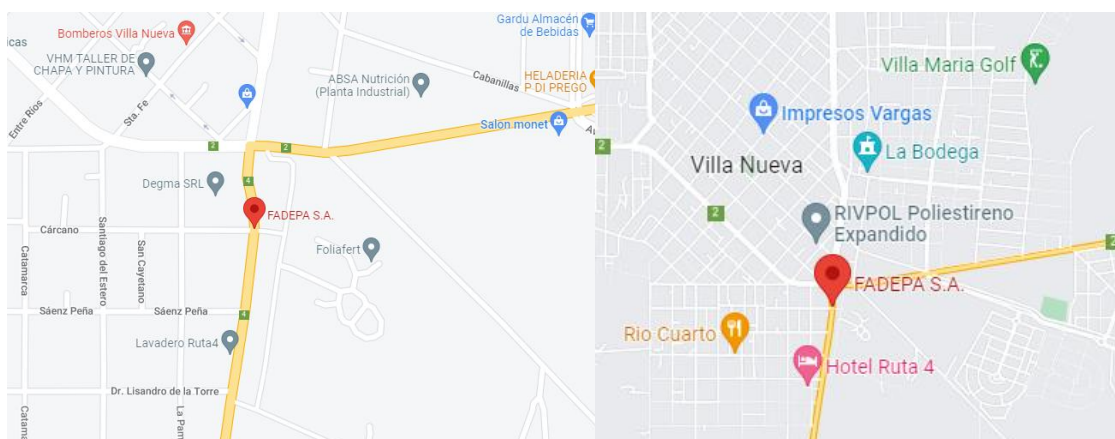 Gardu Almacén
de Bebidas
Bomberos Villa Nueva
icas
VHM TALLER DE
CHAPA Y PINTURA
ABSA Nutrición
(Planta Industrial)
Cabanillas
HELADERIA
P DI PREGO
Entre Ríos
Sta. Fe
Salon monet
2
2
Degma SRL
4
FADEPA S.A.
Cárcano
Catamarca
Santiago del Estero
San Cayetano
Foliafert
Sáenz Peña
Sáenz Peña
4
Lavadero Ruta4
Dr. Lisandro de la Torre
Catama
La Pam
Villa Maria Golf
Impresos Vargas
2
La Bodega
Villa Nueva
2
RIVPOL Poliestireno
Expandido
2
FADEPA S.A.
Rio Cuarto
Hotel Ruta 4